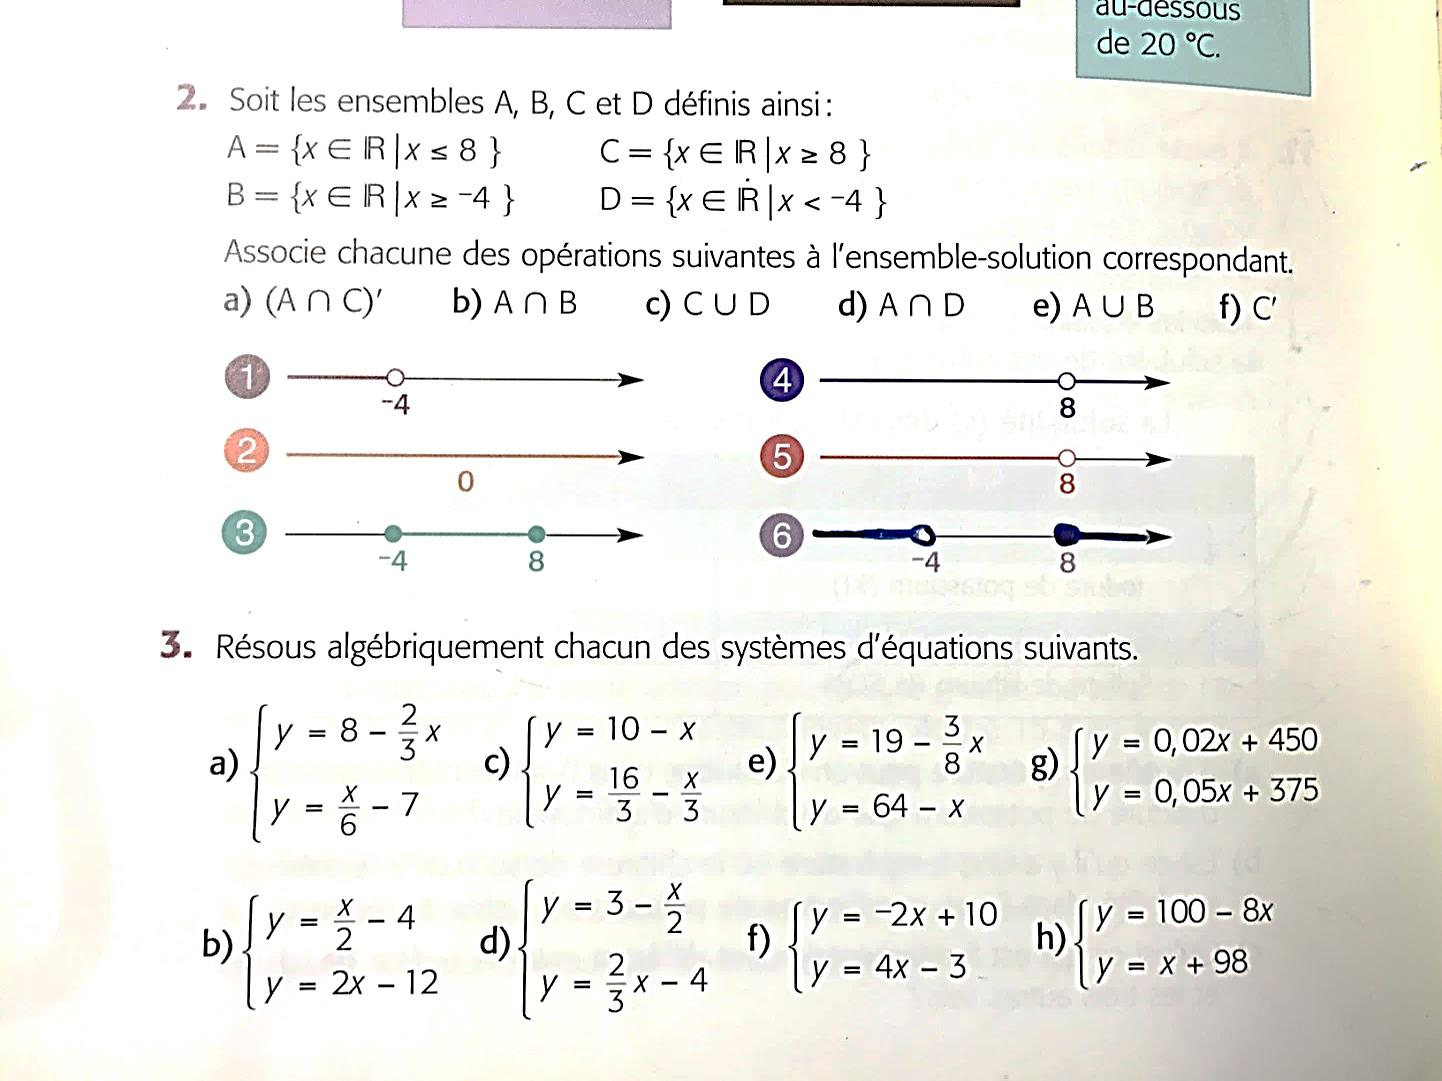 au-dessous
de 20 °C.
2. Soit les ensembles A, B, C et D définis ainsi :
A = {x ∈ ℝ | x ≤ 8 } C = {x ∈ ℝ | x ≥ 8 }
B = {x ∈ ℝ | x ≥ ⁻4 } D = {x ∈ ℝ | x < ⁻4 }
Associe chacune des opérations suivantes à l'ensemble-solution correspondant.
a) (A ∩ C)′ b) A ∩ B c) C ∪ D d) A ∩ D e) A ∪ B f) C′
1 ⁻4
4 8
2 0
5 8
3 ⁻4 8
6 ⁻4 8
3. Résous algébriquement chacun des systèmes d'équations suivants.
a) y = 8 − 2/3 x
y = x/6 − 7
c) y = 10 − x
y = 16/3 − x/3
e) y = 19 − 3/8 x
y = 64 − x
g) y = 0,02x + 450
y = 0,05x + 375
b) y = x/2 − 4
y = 2x − 12
d) y = 3 − x/2
y = 2/3 x − 4
f) y = ⁻2x + 10
y = 4x − 3
h) y = 100 − 8x
y = x + 98